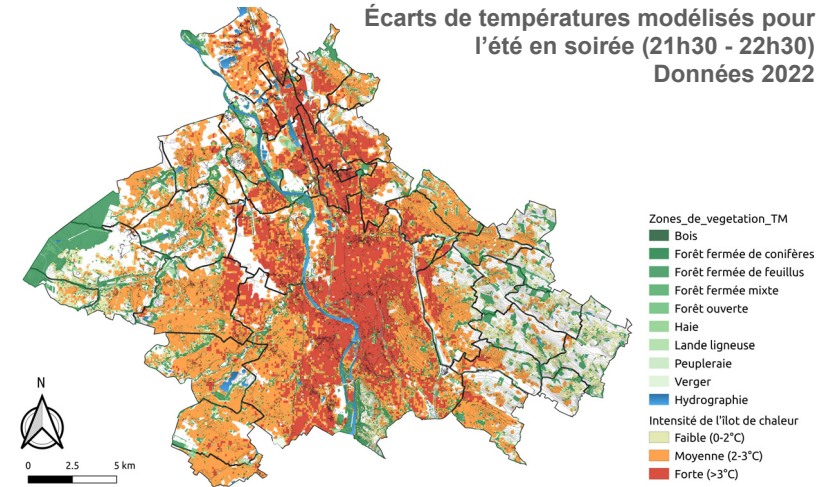 Écarts de températures modélisés pour
l'été en soirée (21h30 - 22h30)
Données 2022
Zones_de_vegetation_TM
Bois
Forêt fermée de conifères
Forêt fermée de feuillus
Forêt fermée mixte
Forêt ouverte
Haie
Lande ligneuse
Peupleraie
Verger
Hydrographie
Intensité de l'îlot de chaleur
Faible (0-2°C)
Moyenne (2-3°C)
Forte (>3°C)
N
0 2.5 5 km